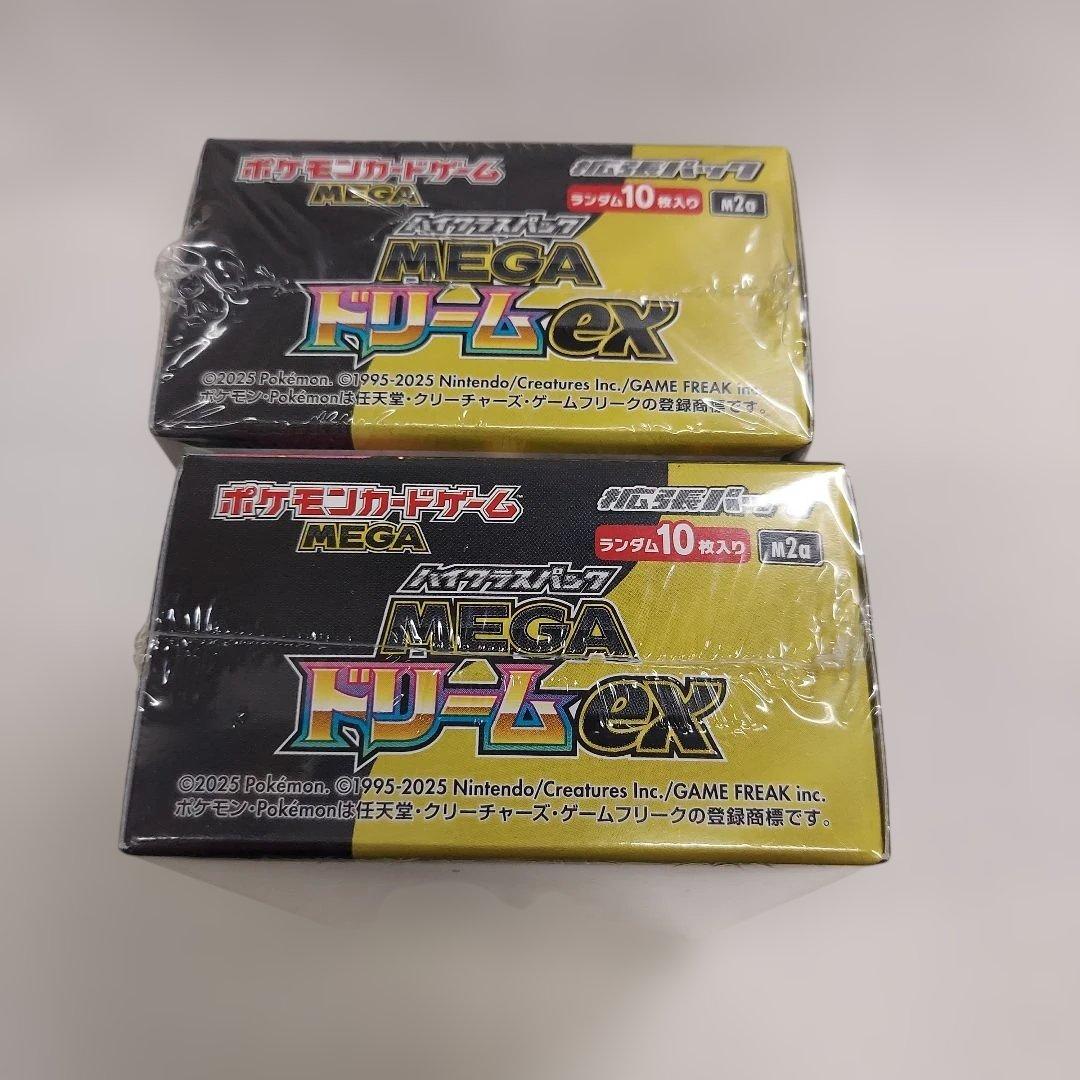 ポケモンカードゲーム
MEGA
拡張パック
ランダム10枚入り M2a
ハイクラスパック
MEGA
ドリームex
©2025 Pokémon. ©1995-2025 Nintendo/Creatures Inc./GAME FREAK inc.
ポケモン・Pokémonは任天堂・クリーチャーズ・ゲームフリークの登録商標です。
ポケモンカードゲーム
MEGA
拡張パック
ランダム10枚入り M2a
ハイクラスパック
MEGA
ドリームex
©2025 Pokémon. ©1995-2025 Nintendo/Creatures Inc./GAME FREAK inc.
ポケモン・Pokémonは任天堂・クリーチャーズ・ゲームフリークの登録商標です。